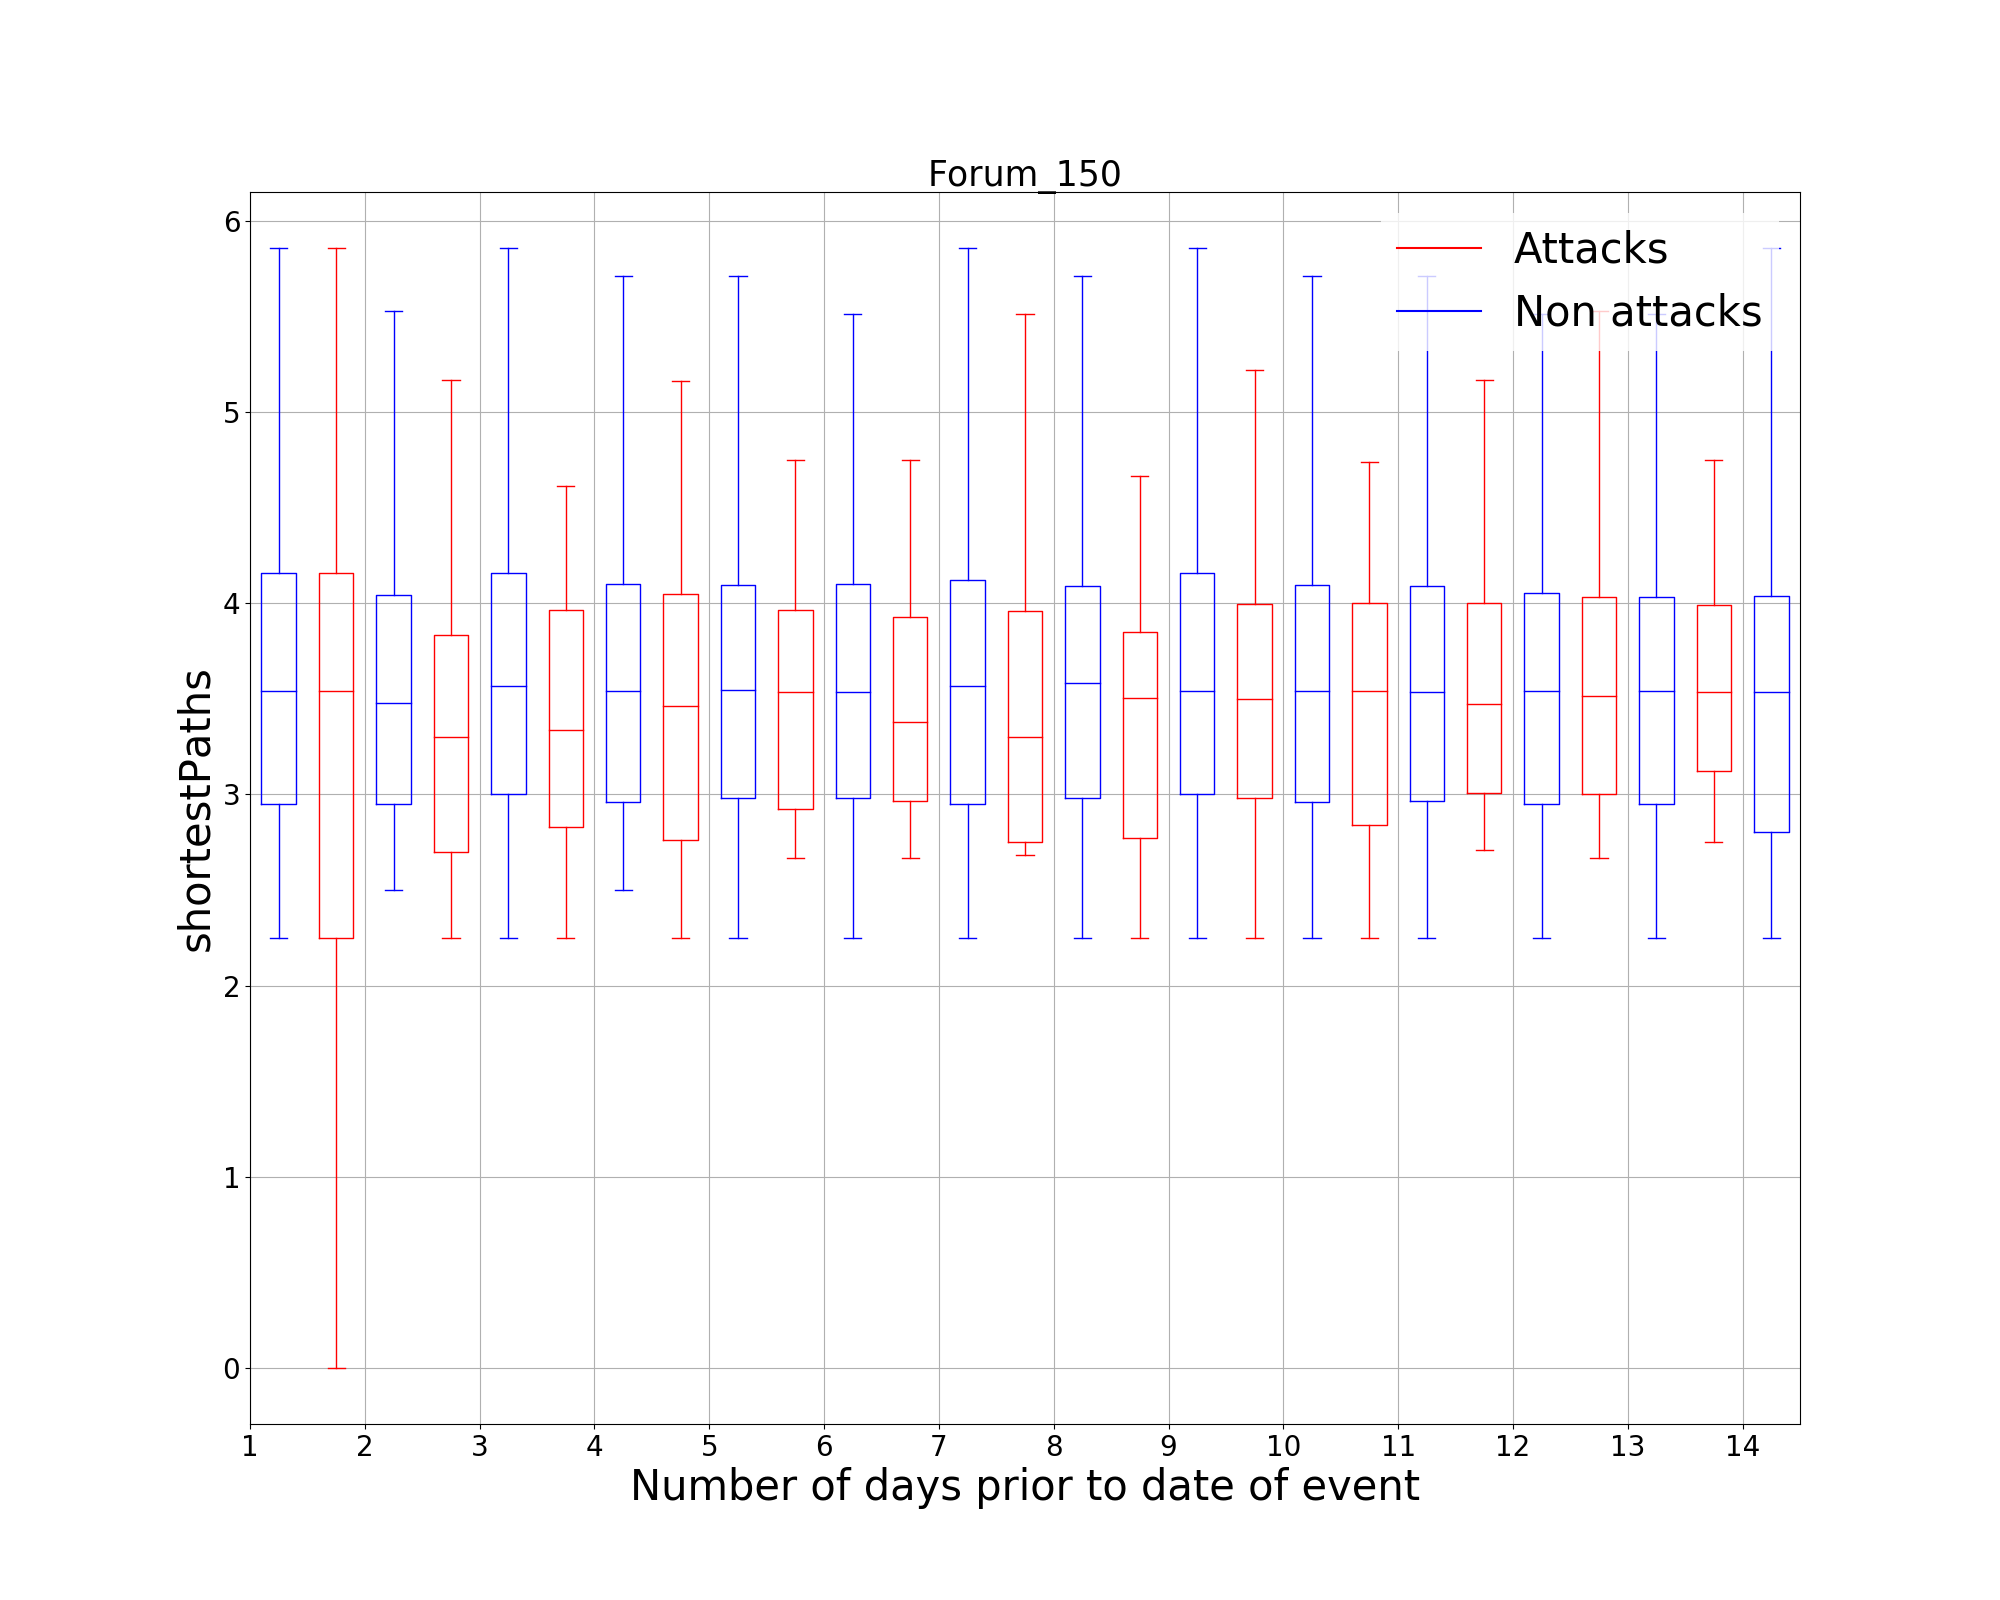 Forum_150
Attacks
Non attacks
shortestPaths
6
5
4
3
2
1
0
1 2 3 4 5 6 7 8 9 10 11 12 13 14
Number of days prior to date of event